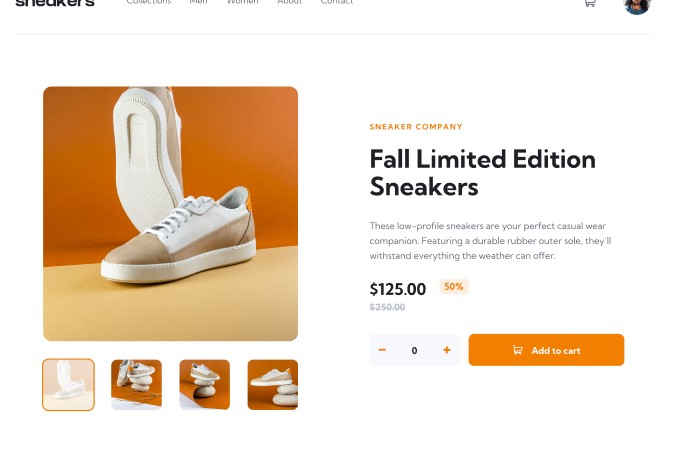 sneakers Collections Men Women About Contact
SNEAKER COMPANY
Fall Limited Edition
Sneakers
These low-profile sneakers are your perfect casual wear
companion. Featuring a durable rubber outer sole, they'll
withstand everything the weather can offer.
$125.00 50%
$250.00
− 0 + Add to cart